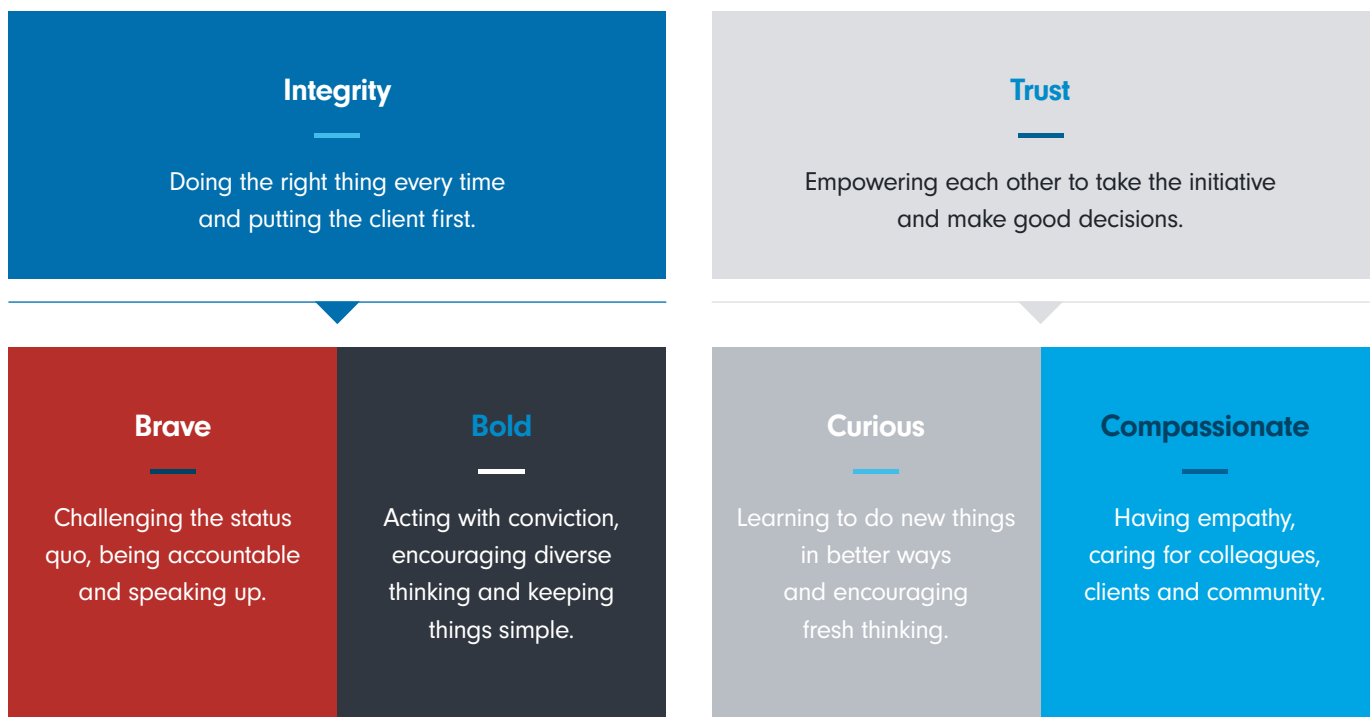 Integrity
Doing the right thing every time
and putting the client first.
Trust
Empowering each other to take the initiative
and make good decisions.
Brave
Challenging the status
quo, being accountable
and speaking up.
Bold
Acting with conviction,
encouraging diverse
thinking and keeping
things simple.
Curious
Learning to do new things
in better ways
and encouraging
fresh thinking.
Compassionate
Having empathy,
caring for colleagues,
clients and community.